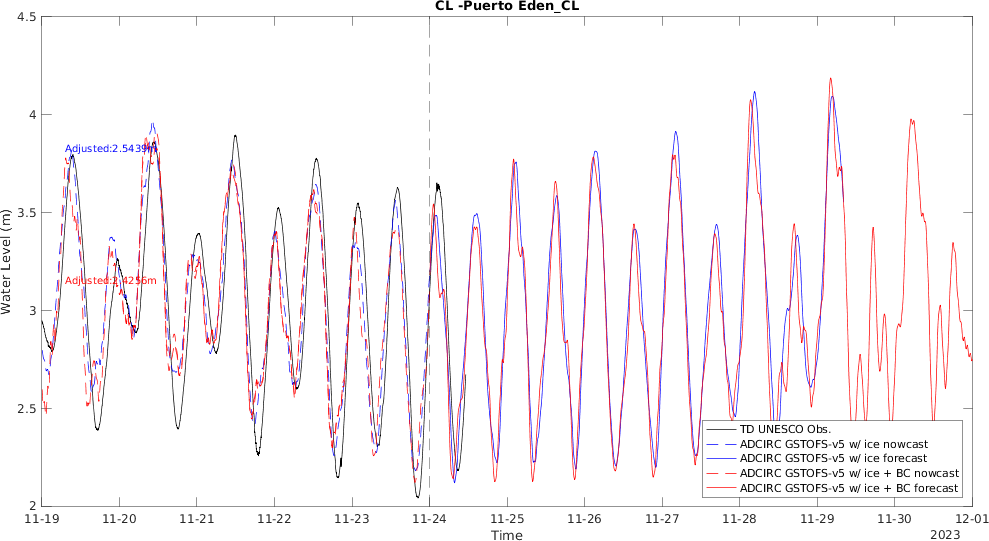 CL -Puerto Eden_CL
4.5
4
3.5
3
2.5
2
Water Level (m)
Adjusted:2.5439m
Adjusted:2.4256m
TD UNESCO Obs.
ADCIRC GSTOFS-v5 w/ ice nowcast
ADCIRC GSTOFS-v5 w/ ice forecast
ADCIRC GSTOFS-v5 w/ ice + BC nowcast
ADCIRC GSTOFS-v5 w/ ice + BC forecast
11-19 11-20 11-21 11-22 11-23 11-24 11-25 11-26 11-27 11-28 11-29 11-30 12-01
Time
2023